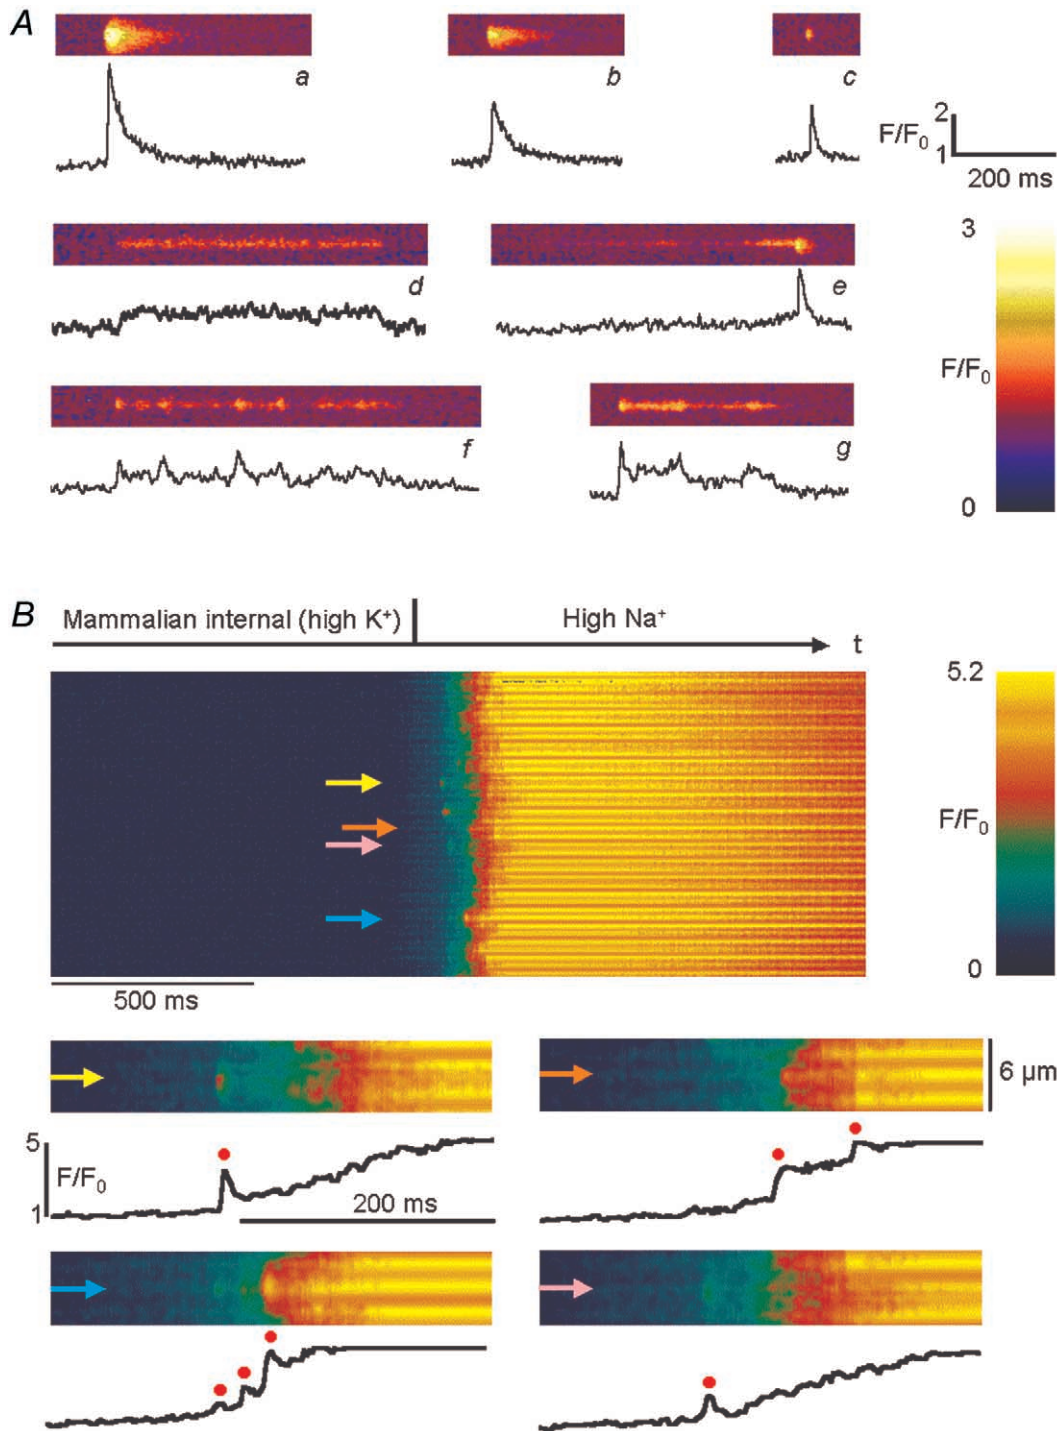 A
a
b
c
2
F/F₀
1
200 ms
d
e
3
F/F₀
0
f
g
B
Mammalian internal (high K⁺)
High Na⁺
t
5.2
F/F₀
0
500 ms
6 µm
5
F/F₀
1
200 ms